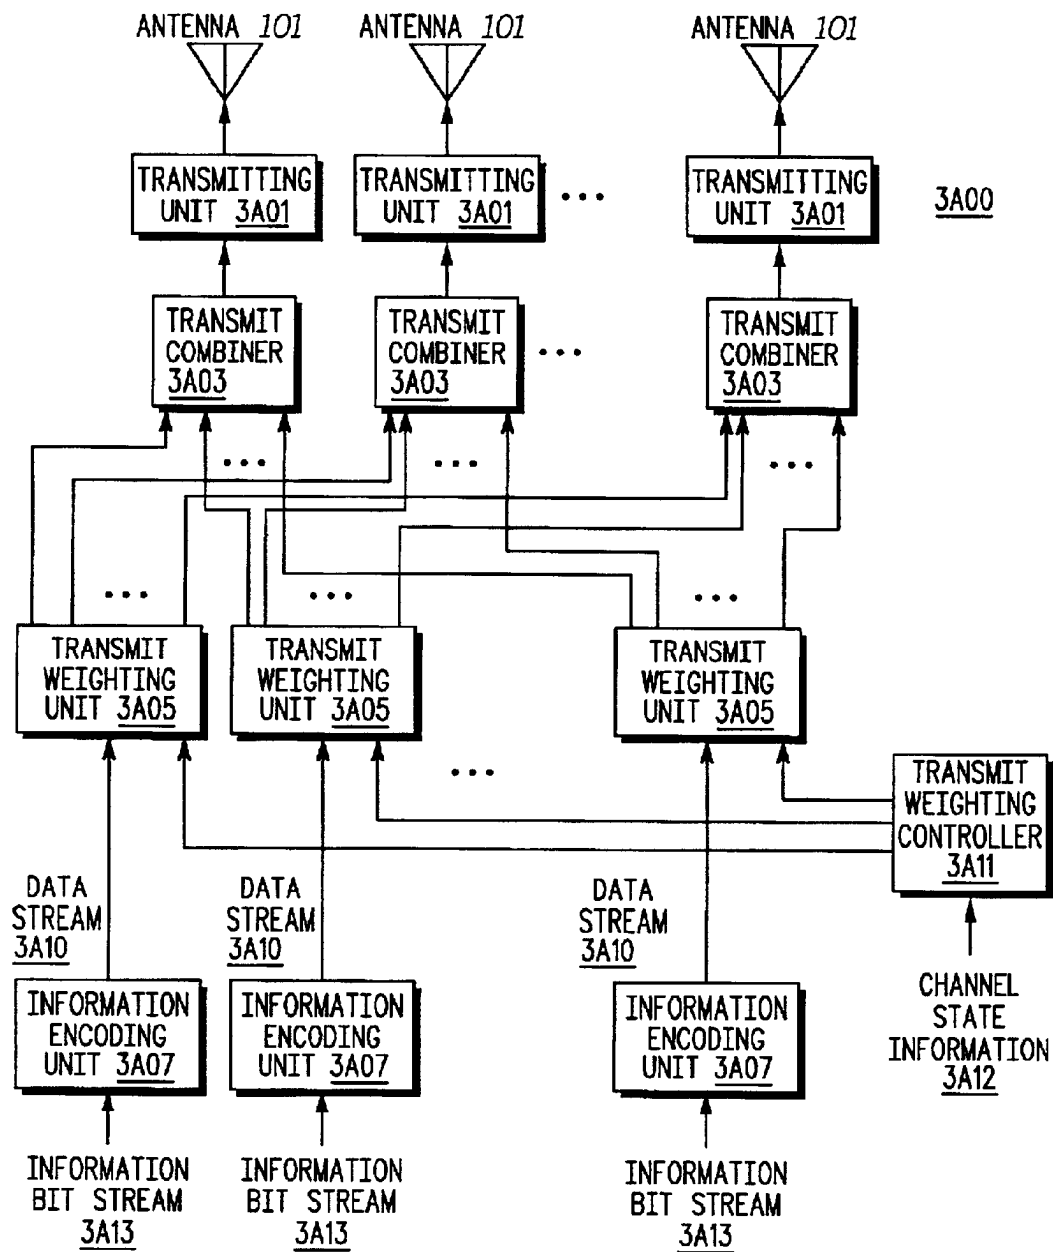 ANTENNA 101
ANTENNA 101
ANTENNA 101
TRANSMITTING
UNIT 3A01
TRANSMITTING
UNIT 3A01
TRANSMITTING
UNIT 3A01
3A00
TRANSMIT
COMBINER
3A03
TRANSMIT
COMBINER
3A03
TRANSMIT
COMBINER
3A03
TRANSMIT
WEIGHTING
UNIT 3A05
TRANSMIT
WEIGHTING
UNIT 3A05
TRANSMIT
WEIGHTING
UNIT 3A05
TRANSMIT
WEIGHTING
CONTROLLER
3A11
DATA
STREAM
3A10
DATA
STREAM
3A10
DATA
STREAM
3A10
INFORMATION
ENCODING
UNIT 3A07
INFORMATION
ENCODING
UNIT 3A07
INFORMATION
ENCODING
UNIT 3A07
CHANNEL
STATE
INFORMATION
3A12
INFORMATION
BIT STREAM
3A13
INFORMATION
BIT STREAM
3A13
INFORMATION
BIT STREAM
3A13